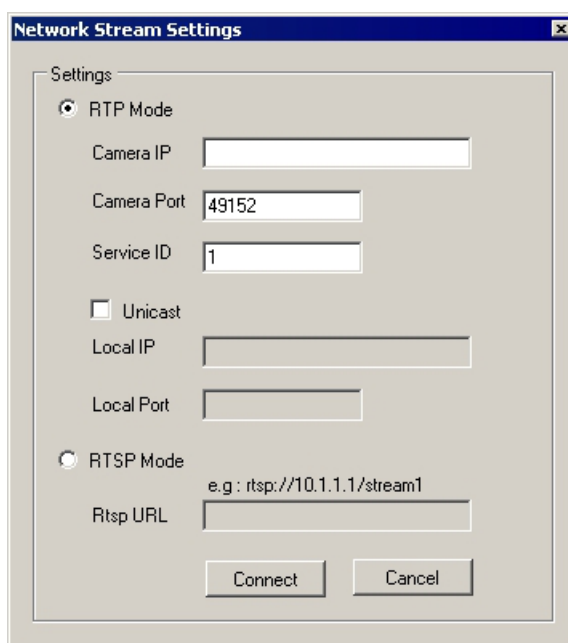 Network Stream Settings
Settings
RTP Mode
Camera IP
Camera Port 49152
Service ID 1
Unicast
Local IP
Local Port
RTSP Mode
e.g : rtsp://10.1.1.1/stream1
Rtsp URL
Connect Cancel